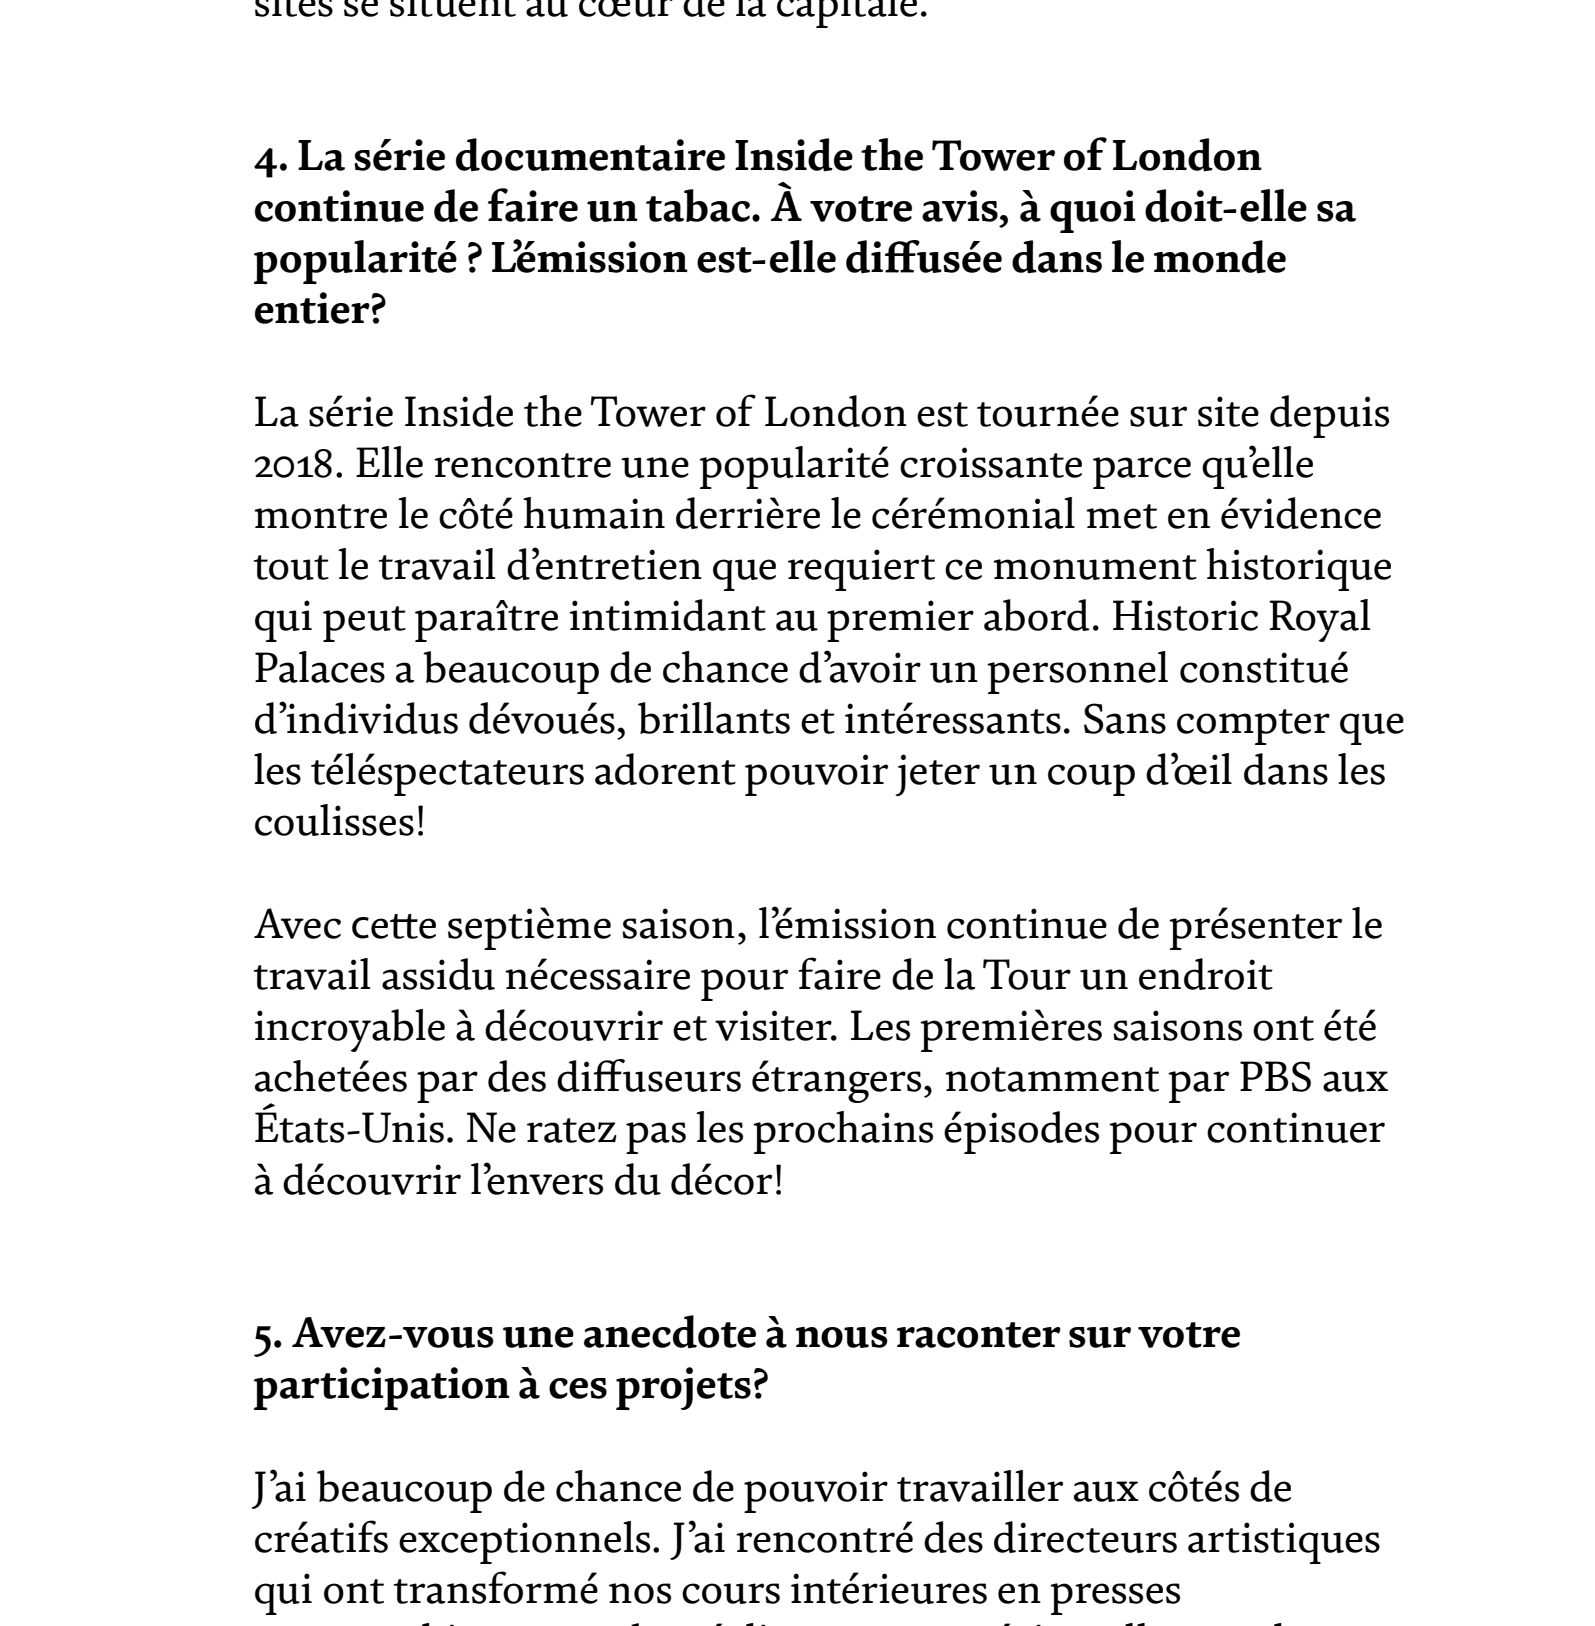 sites se situent au cœur de la capitale.
4. La série documentaire Inside the Tower of London
continue de faire un tabac. À votre avis, à quoi doit-elle sa
popularité ? L’émission est-elle diffusée dans le monde
entier?
La série Inside the Tower of London est tournée sur site depuis
2018. Elle rencontre une popularité croissante parce qu’elle
montre le côté humain derrière le cérémonial met en évidence
tout le travail d’entretien que requiert ce monument historique
qui peut paraître intimidant au premier abord. Historic Royal
Palaces a beaucoup de chance d’avoir un personnel constitué
d’individus dévoués, brillants et intéressants. Sans compter que
les téléspectateurs adorent pouvoir jeter un coup d’œil dans les
coulisses!
Avec cette septième saison, l’émission continue de présenter le
travail assidu nécessaire pour faire de la Tour un endroit
incroyable à découvrir et visiter. Les premières saisons ont été
achetées par des diffuseurs étrangers, notamment par PBS aux
États-Unis. Ne ratez pas les prochains épisodes pour continuer
à découvrir l’envers du décor!
5. Avez-vous une anecdote à nous raconter sur votre
participation à ces projets?
J’ai beaucoup de chance de pouvoir travailler aux côtés de
créatifs exceptionnels. J’ai rencontré des directeurs artistiques
qui ont transformé nos cours intérieures en presses